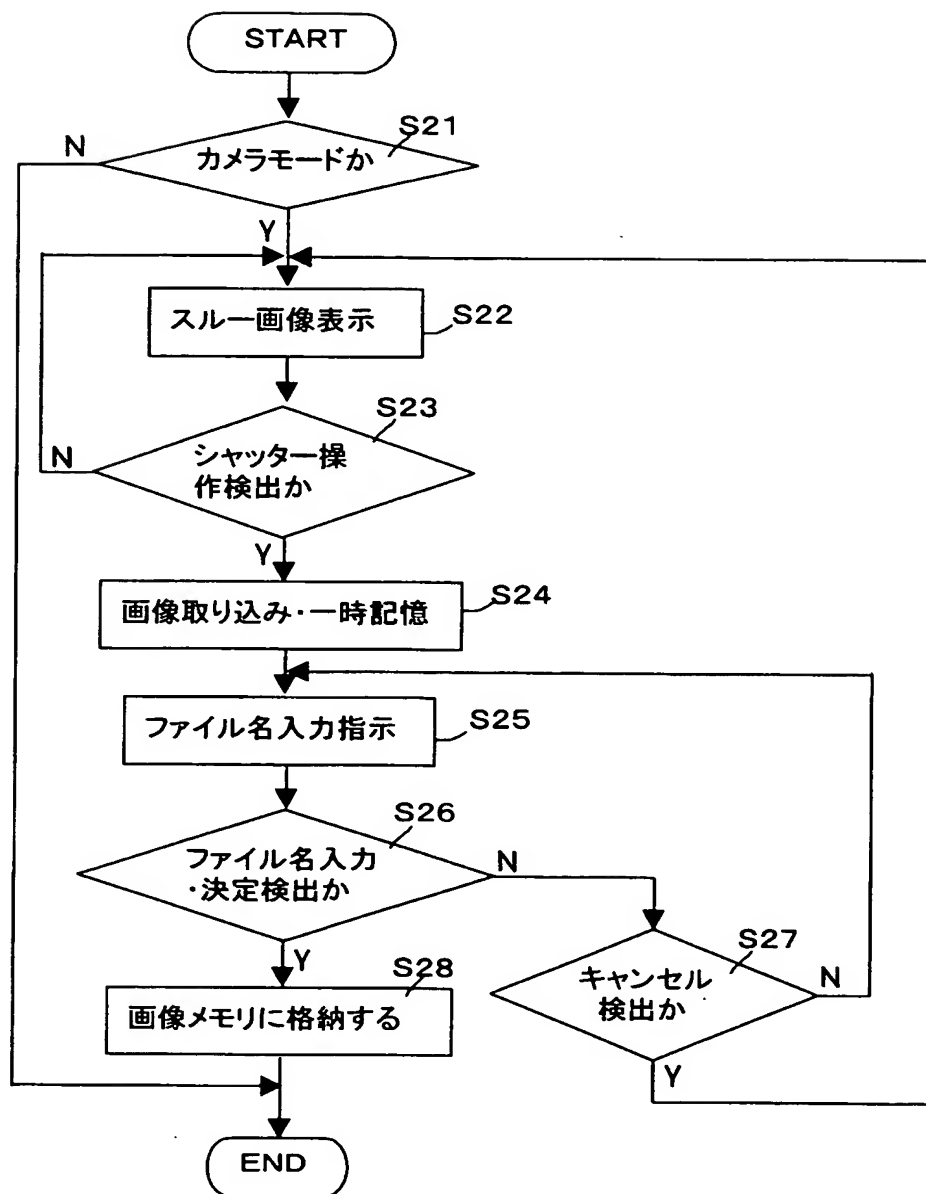 START
S21
N
カメラモードか
Y
スルー画像表示
S22
S23
N
シャッター操
作検出か
Y
画像取り込み・一時記憶
S24
ファイル名入力指示
S25
S26
ファイル名入力
・決定検出か
N
Y
S27
キャンセル
検出か
N
Y
S28
画像メモリに格納する
END